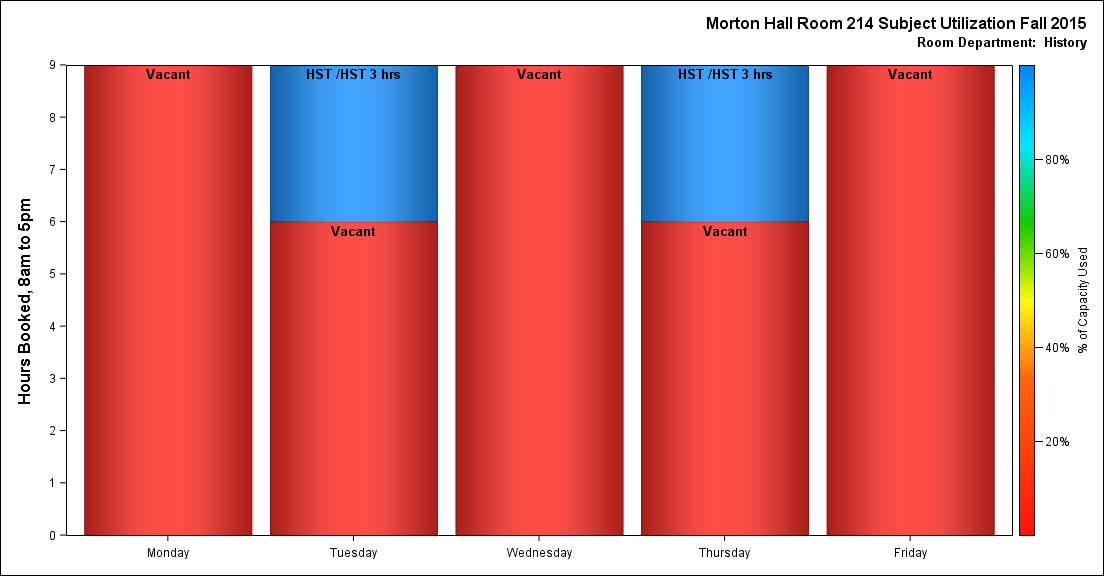 Morton Hall Room 214 Subject Utilization Fall 2015
Room Department:  History
Hours Booked, 8am to 5pm
9
8
7
6
5
4
3
2
1
0
Vacant
HST /HST 3 hrs
Vacant
HST /HST 3 hrs
Vacant
Vacant
Vacant
Monday
Tuesday
Wednesday
Thursday
Friday
80%
60%
40%
20%
% of Capacity Used